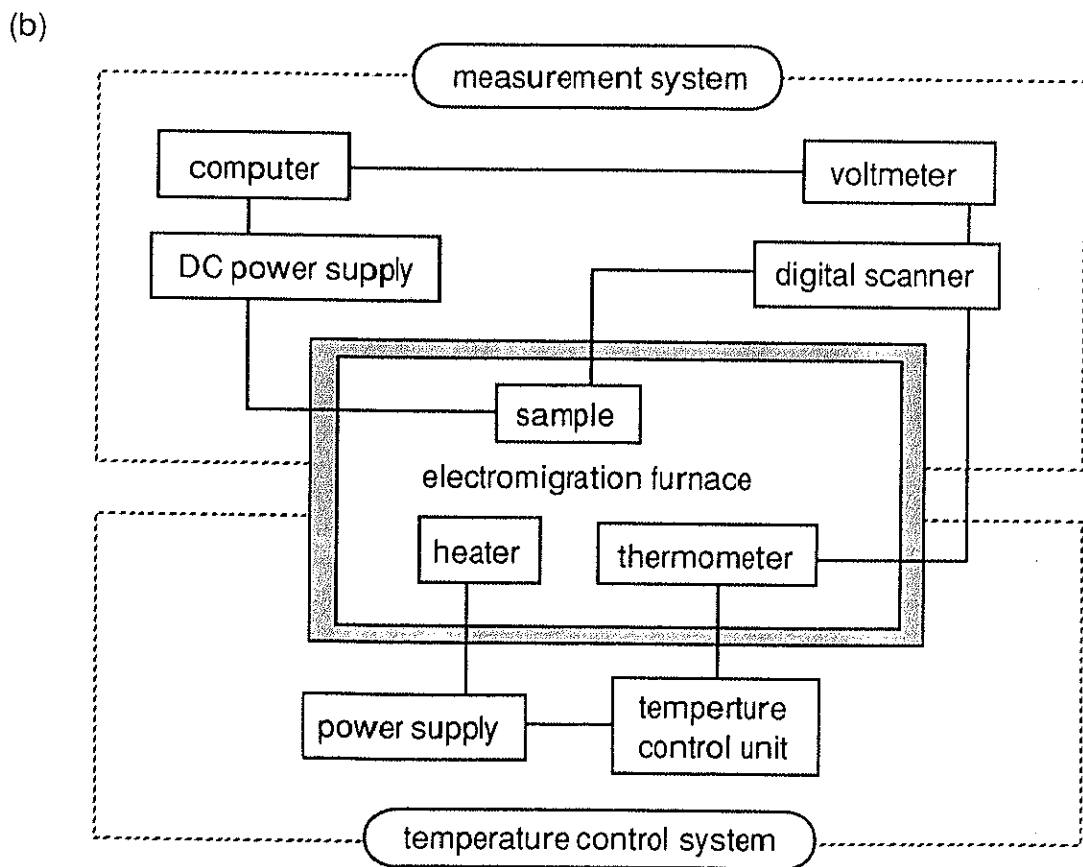 (b)
measurement system
computer
voltmeter
DC power supply
digital scanner
sample
electromigration furnace
heater
thermometer
power supply
temperture
control unit
temperature control system